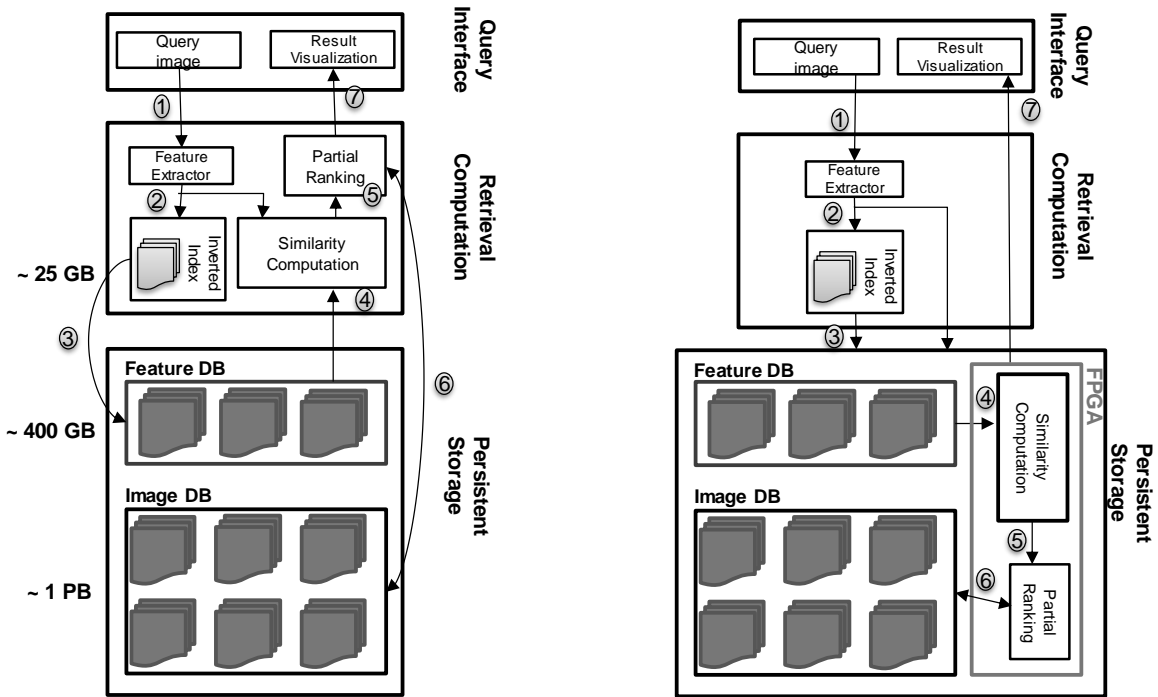 Query
image
Result
Visualization
Query
Interface
①
⑦
Feature
Extractor
Partial
Ranking
②
⑤
Inverted
Index
Similarity
Computation
Retrieval
Computation
~ 25 GB
④
③
Feature DB
⑥
~ 400 GB
Image DB
Persistent
Storage
~ 1 PB
Query
image
Result
Visualization
Query
Interface
①
⑦
Feature
Extractor
②
Inverted
Index
Retrieval
Computation
③
Feature DB
FPGA
④
Similarity
Computation
Image DB
Persistent
Storage
⑤
⑥
Partial
Ranking